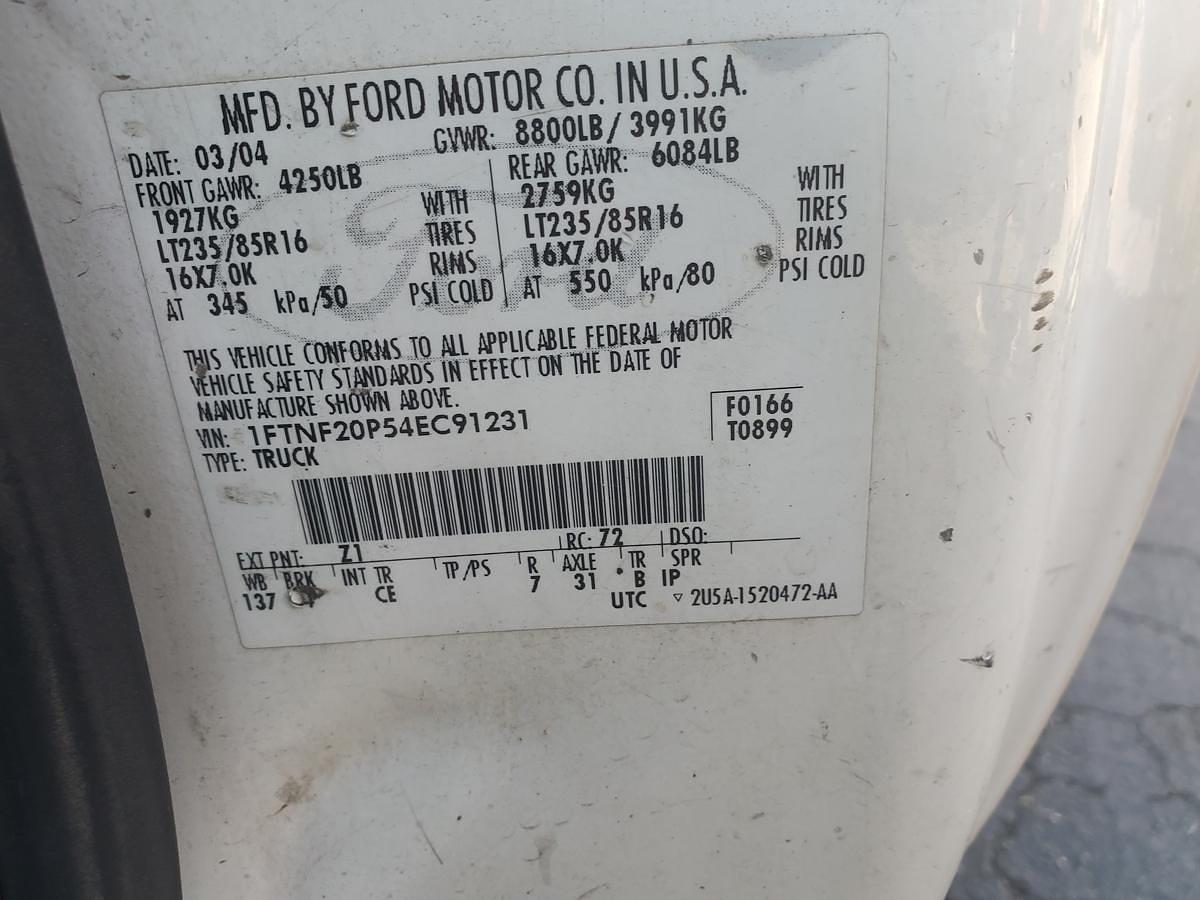 MFD. BY FORD MOTOR CO. IN U.S.A.
DATE: 03/04 GVWR: 8800LB/ 3991KG
FRONT GAWR: 4250LB REAR GAWR: 6084LB
1927KG WITH 2759KG WITH
LT235/85R16 TIRES LT235/85R16 TIRES
16X7.0K RIMS 16X7.0K RIMS
AT 345 kPa/50 PSI COLD AT 550 kPa/80 PSI COLD
THIS VEHICLE CONFORMS TO ALL APPLICABLE FEDERAL MOTOR
VEHICLE SAFETY STANDARDS IN EFFECT ON THE DATE OF
MANUFACTURE SHOWN ABOVE.
VIN: 1FTNF20P54EC91231 F0166
TYPE: TRUCK T0899
EXT PNT: Z1 RC: 72 DSO:
WB BRK INT TR TP/PS R AXLE TR SPR
137 CE 7 31 B IP
UTC ▿ 2U5A-1520472-AA
Ford